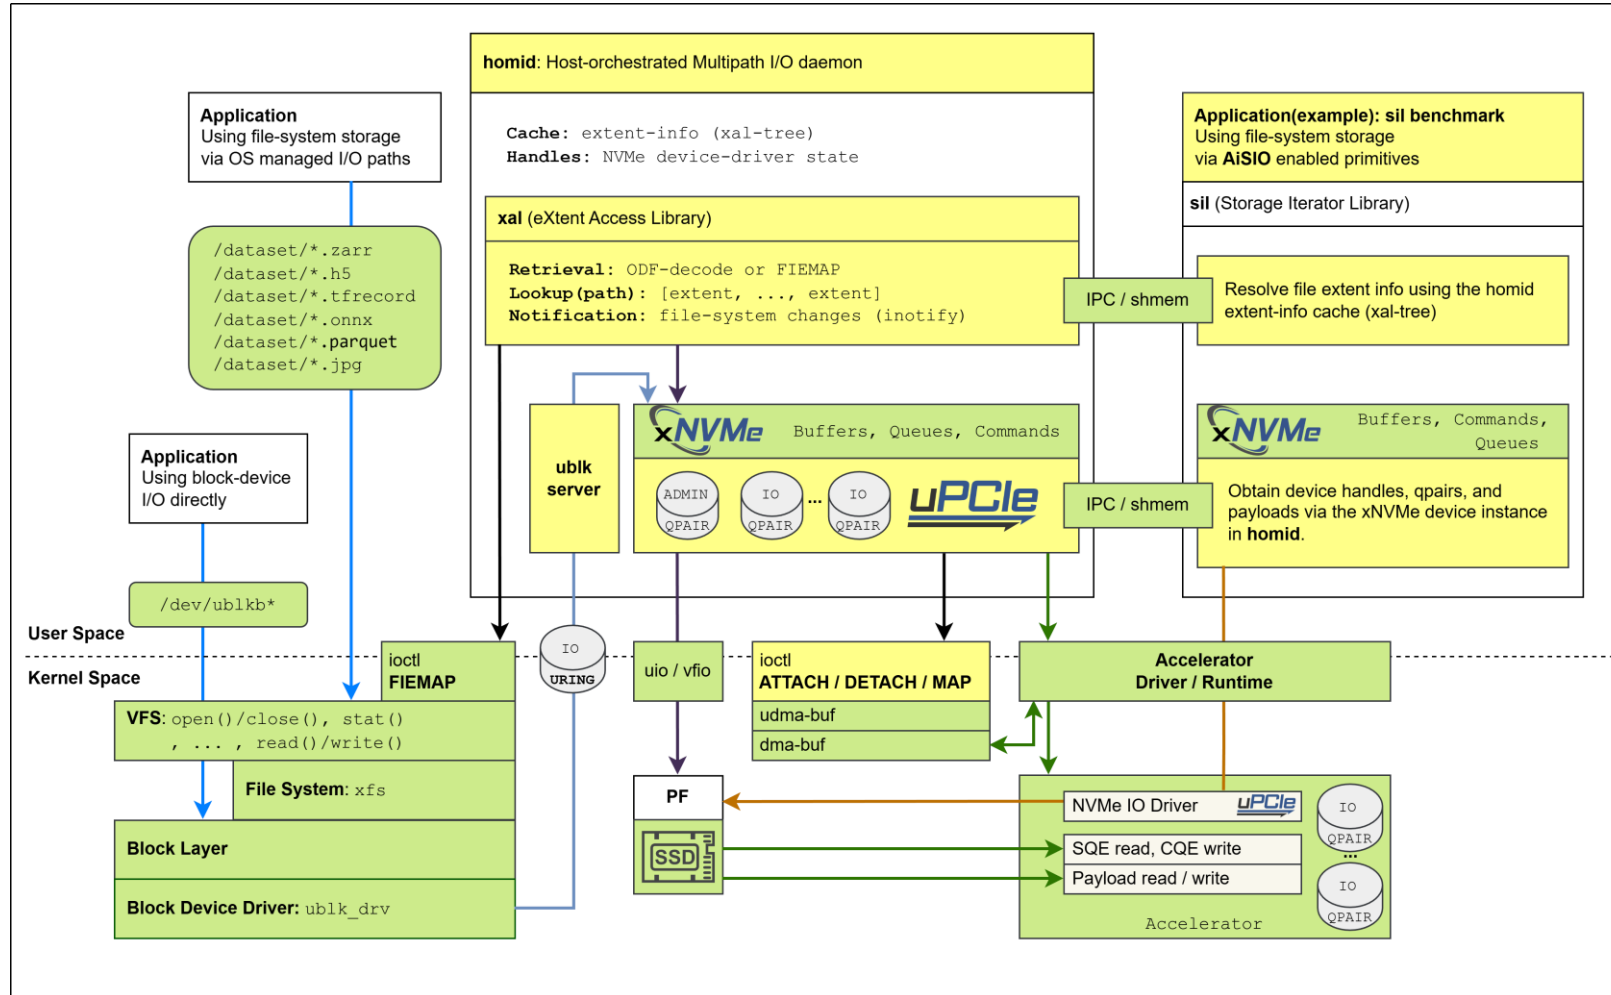 homid: Host-orchestrated Multipath I/O daemon
Cache: extent-info (xal-tree)
Handles: NVMe device-driver state
Application
Using file-system storage
via OS managed I/O paths
Application(example): sil benchmark
Using file-system storage
via AiSIO enabled primitives
sil (Storage Iterator Library)
xal (eXtent Access Library)
Retrieval: ODF-decode or FIEMAP
Lookup(path): [extent, ..., extent]
Notification: file-system changes (inotify)
IPC / shmem
Resolve file extent info using the homid
extent-info cache (xal-tree)
/dataset/*.zarr
/dataset/*.h5
/dataset/*.tfrecord
/dataset/*.onnx
/dataset/*.parquet
/dataset/*.jpg
Application
Using block-device
I/O directly
ublk
server
xNVMe
Buffers, Queues, Commands
ADMIN
QPAIR
IO
QPAIR
...
IO
QPAIR
uPCIe
IPC / shmem
xNVMe
Buffers, Commands,
Queues
Obtain device handles, qpairs, and
payloads via the xNVMe device instance
in homid.
/dev/ublkb*
User Space
Kernel Space
ioctl
FIEMAP
IO
URING
uio / vfio
ioctl
ATTACH / DETACH / MAP
udma-buf
dma-buf
Accelerator
Driver / Runtime
VFS: open()/close(), stat()
, ... , read()/write()
File System: xfs
Block Layer
Block Device Driver: ublk_drv
PF
SSD
NVMe IO Driver
uPCIe
SQE read, CQE write
Payload read / write
IO
QPAIR
...
IO
QPAIR
Accelerator